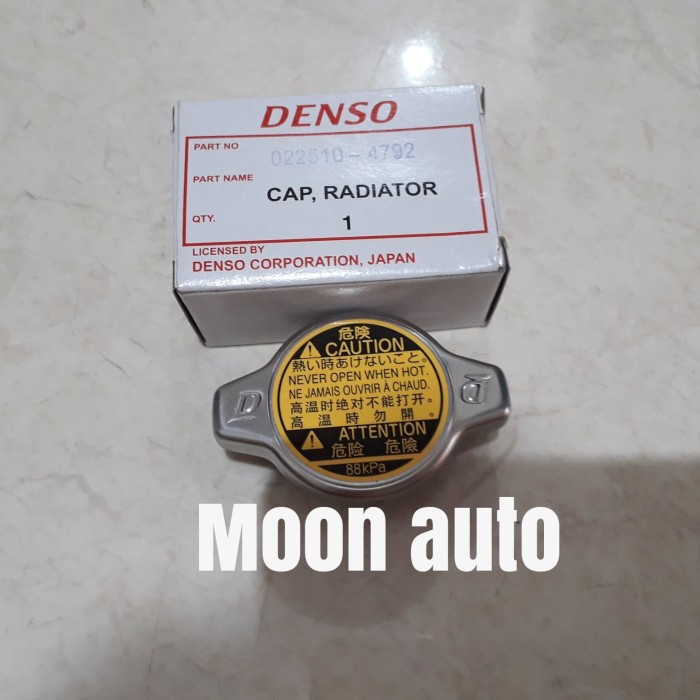 DENSO
PART NO
022510-4792
PART NAME
CAP, RADIATOR
QTY.
1
LICENSED BY
DENSO CORPORATION, JAPAN
危険
CAUTION
熱い時あけないこと。
NEVER OPEN WHEN HOT.
NE JAMAIS OUVRIR À CHAUD.
高温时绝对不能打开。
高溫時勿開。
ATTENTION
危险 危險
88kPa
D
D
Moon auto